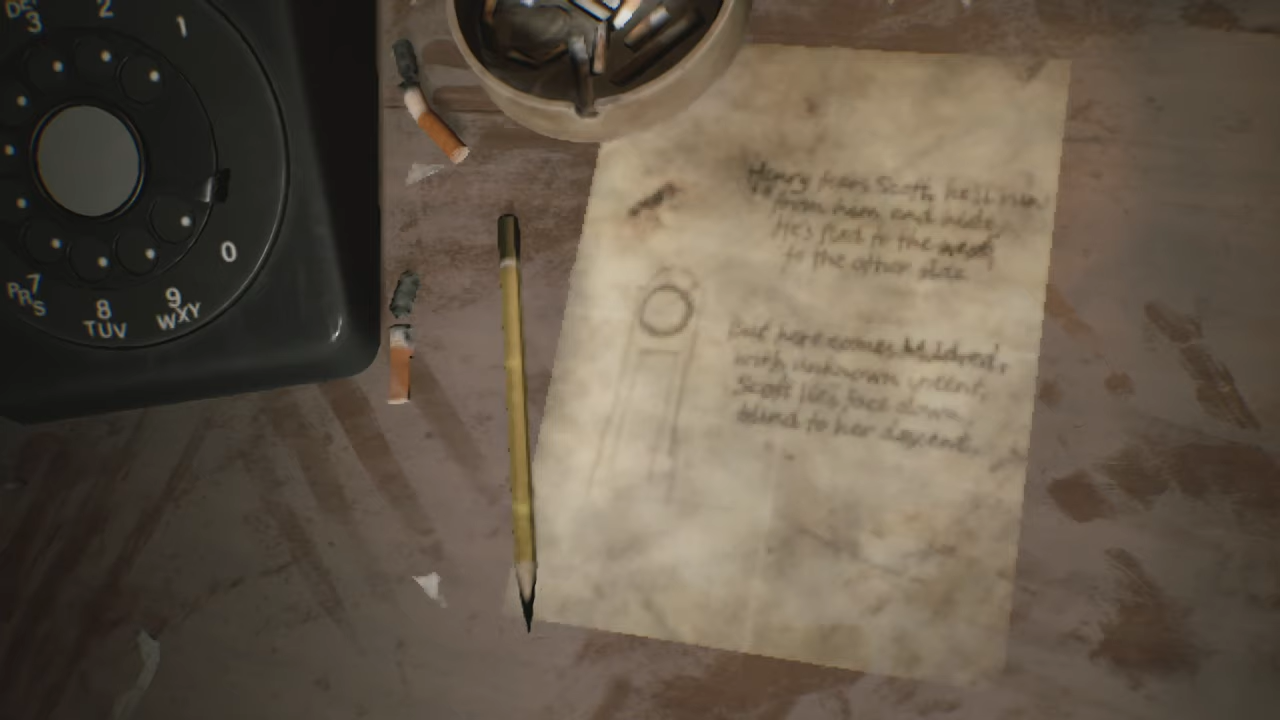 DEF
3
2
1
0
9
WXY
8
TUV
7
PRS
Henry fears Scott, he'll run
from him and hide,
He's fled to the west
to the other side.
But here comes Mildred,
with unknown intent,
Scott lies face down,
blind to her descent.